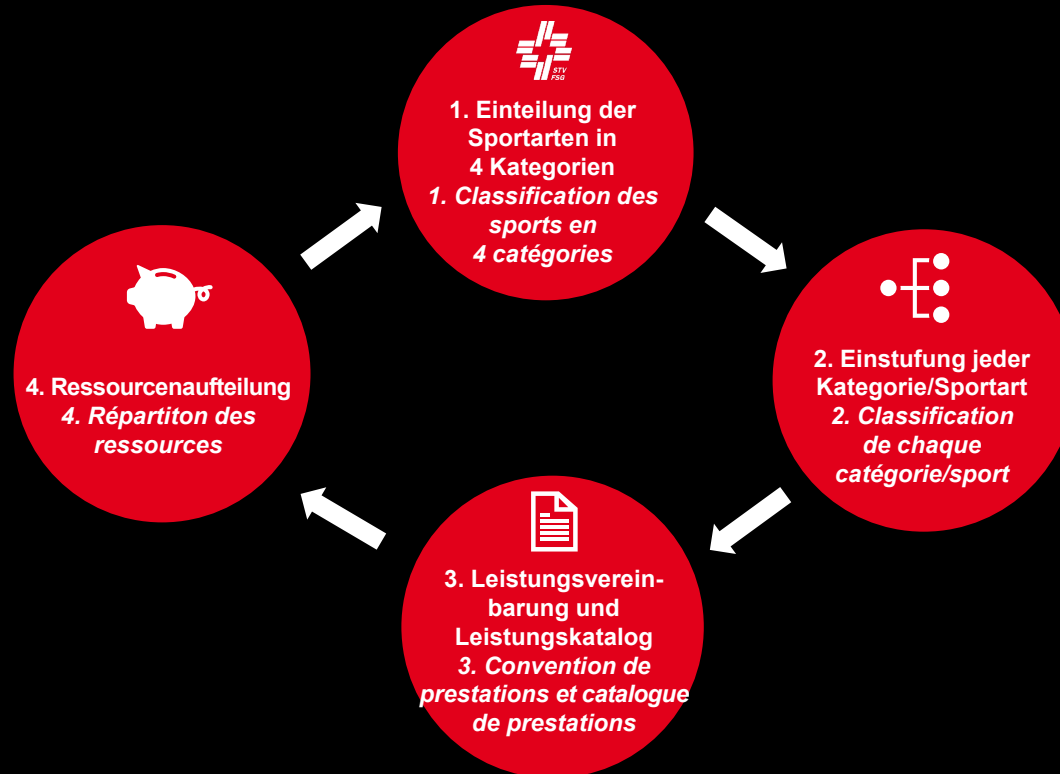 STV
FSG
1. Einteilung der
Sportarten in
4 Kategorien
1. Classification des
sports en
4 catégories
2. Einstufung jeder
Kategorie/Sportart
2. Classification
de chaque
catégorie/sport
3. Leistungsverein-
barung und
Leistungskatalog
3. Convention de
prestations et catalogue
de prestations
4. Ressourcenaufteilung
4. Répartiton des
ressources